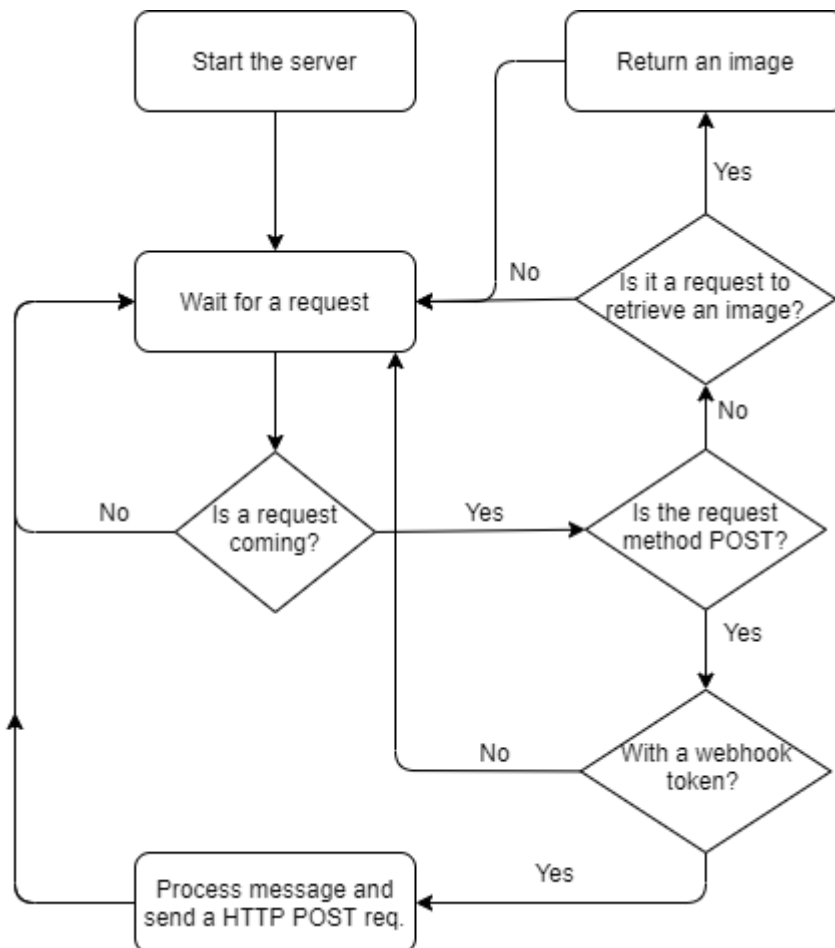 Start the server
Return an image
Yes
Wait for a request
No
Is it a request to
retrieve an image?
No
No
Is a request
coming?
Yes
Is the request
method POST?
Yes
No
With a webhook
token?
Yes
Process message and
send a HTTP POST req.